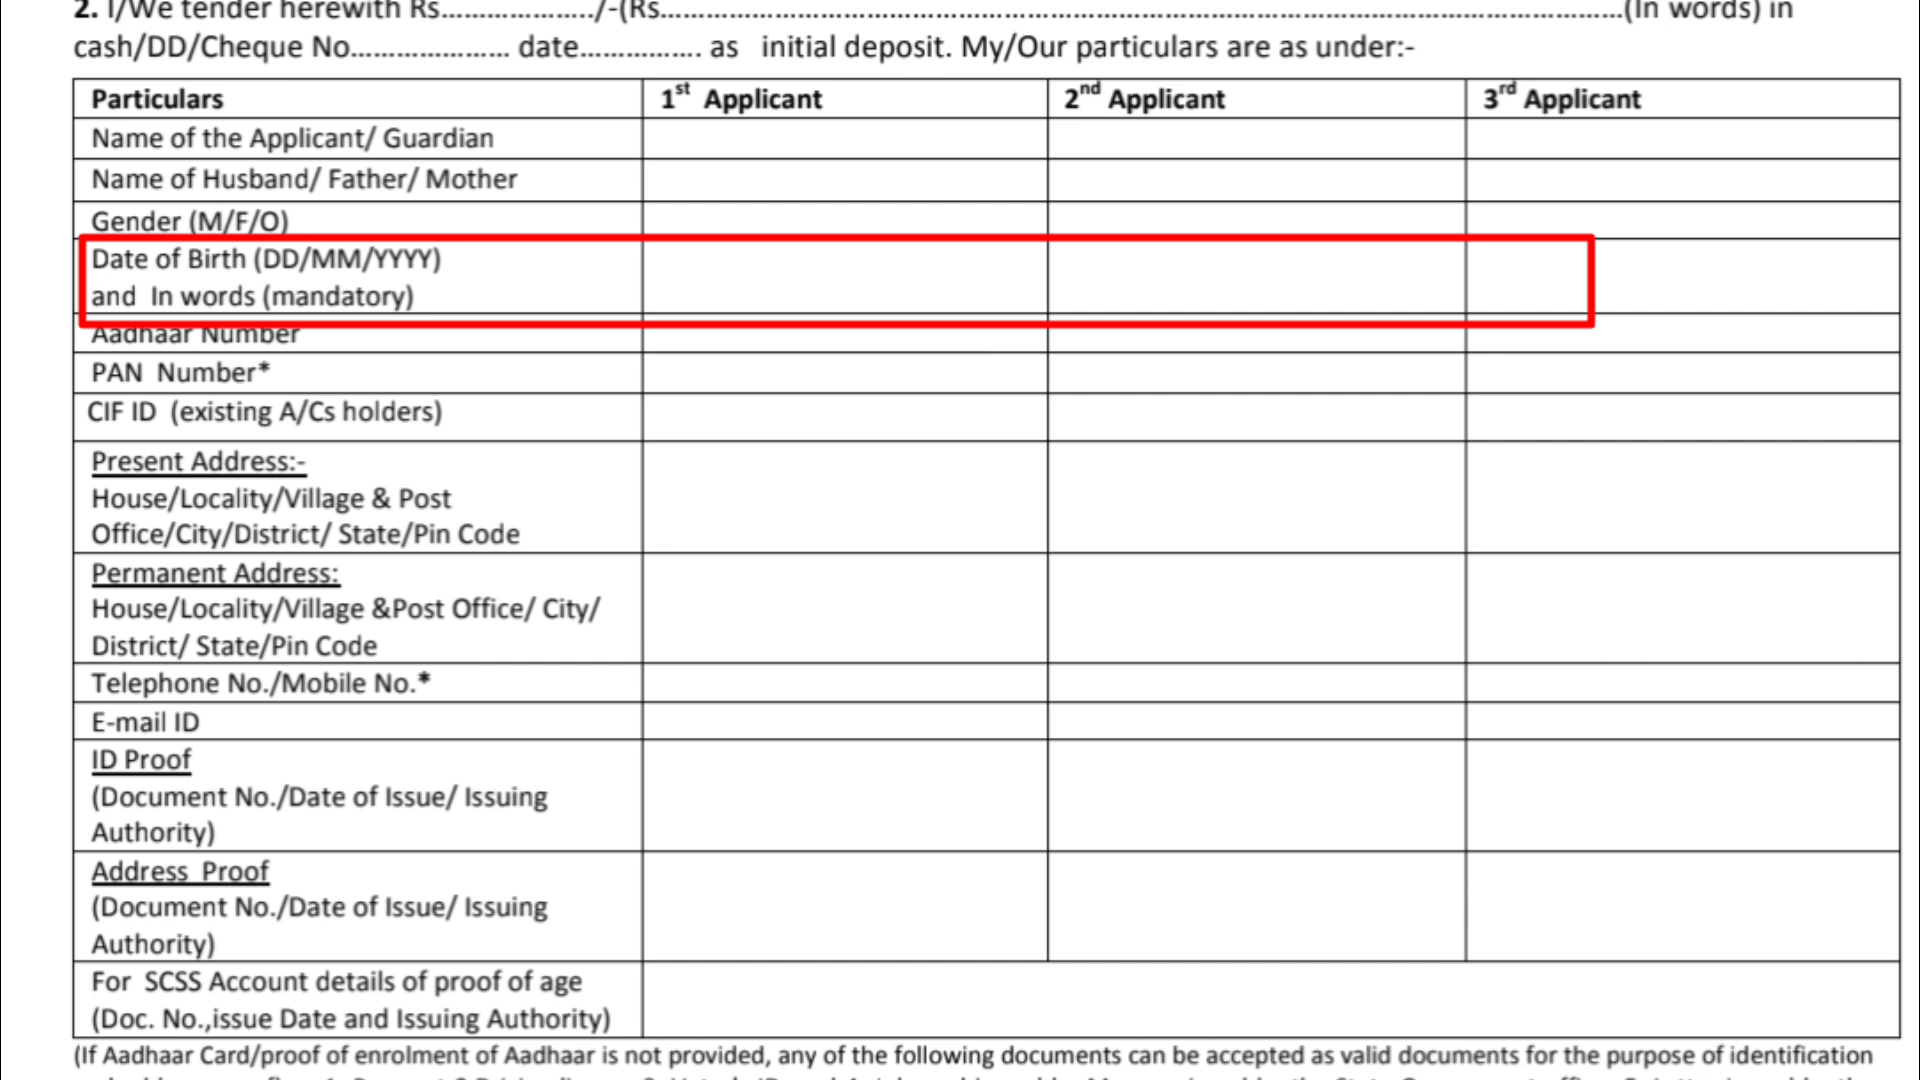 2. I/We tender herewith Rs..................../-(Rs....................................................................................................................(In words) in
cash/DD/Cheque No.................... date................ as initial deposit. My/Our particulars are as under:-
Particulars 1st Applicant 2nd Applicant 3rd Applicant
Name of the Applicant/ Guardian
Name of Husband/ Father/ Mother
Gender (M/F/O)
Date of Birth (DD/MM/YYYY)
and In words (mandatory)
Aadhaar Number
PAN Number*
CIF ID (existing A/Cs holders)
Present Address:-
House/Locality/Village & Post
Office/City/District/ State/Pin Code
Permanent Address:
House/Locality/Village &Post Office/ City/
District/ State/Pin Code
Telephone No./Mobile No.*
E-mail ID
ID Proof
(Document No./Date of Issue/ Issuing
Authority)
Address Proof
(Document No./Date of Issue/ Issuing
Authority)
For SCSS Account details of proof of age
(Doc. No.,issue Date and Issuing Authority)
(If Aadhaar Card/proof of enrolment of Aadhaar is not provided, any of the following documents can be accepted as valid documents for the purpose of identification